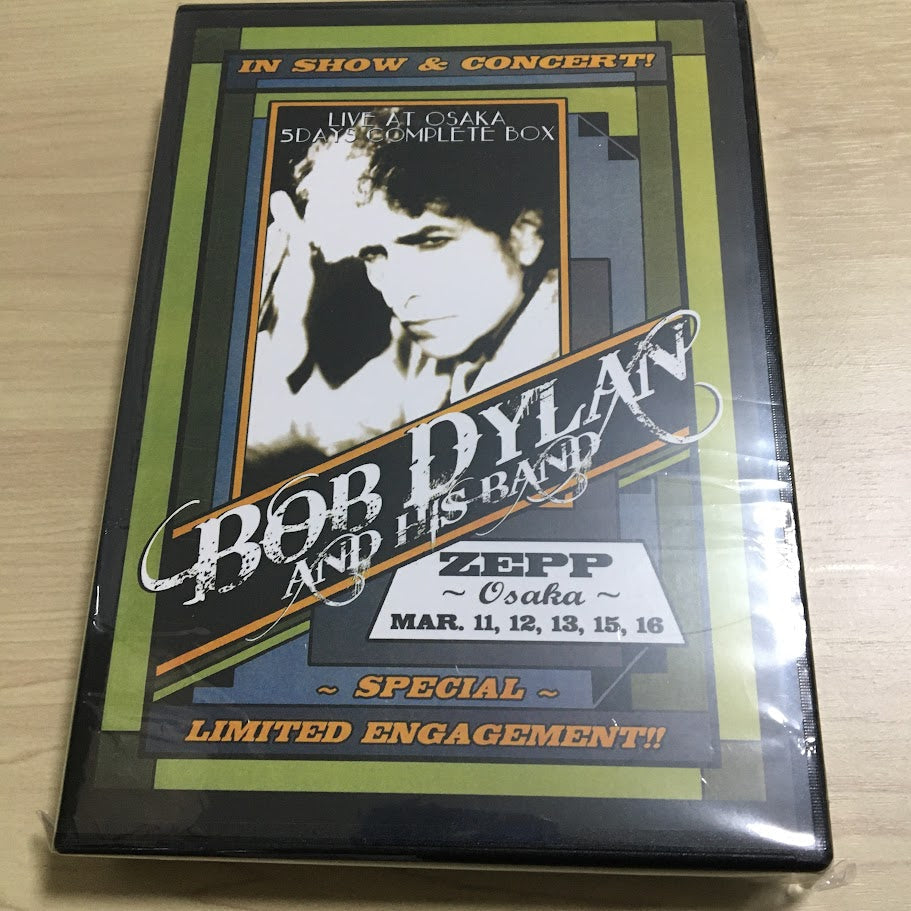 IN SHOW & CONCERT!
LIVE AT OSAKA
5DAYS COMPLETE BOX
BOB DYLAN
AND HIS BAND
ZEPP
~ Osaka ~
MAR. 11, 12, 13, 15, 16
~ SPECIAL ~
LIMITED ENGAGEMENT!!